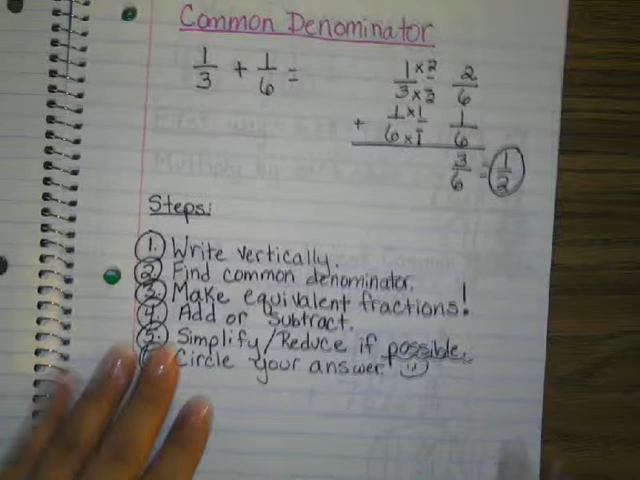 Common Denominator
1/3 + 1/6 =
1/3 × 2/2 2/6
+ 1/6 × 1/1 1/6
3/6 = 1/2
Steps:
1. Write vertically.
2. Find common denominator.
3. Make equivalent fractions!
4. Add or subtract.
5. Simplify/Reduce if possible.
Circle your answer!